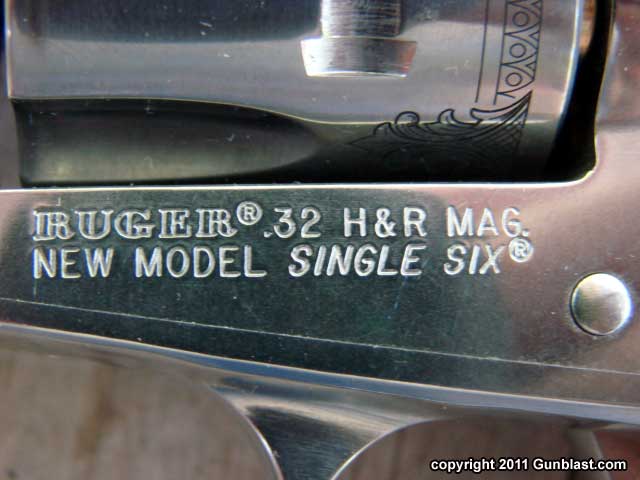 RUGER® .32 H&R MAG.
NEW MODEL SINGLE SIX®
copyright 2011 Gunblast.com